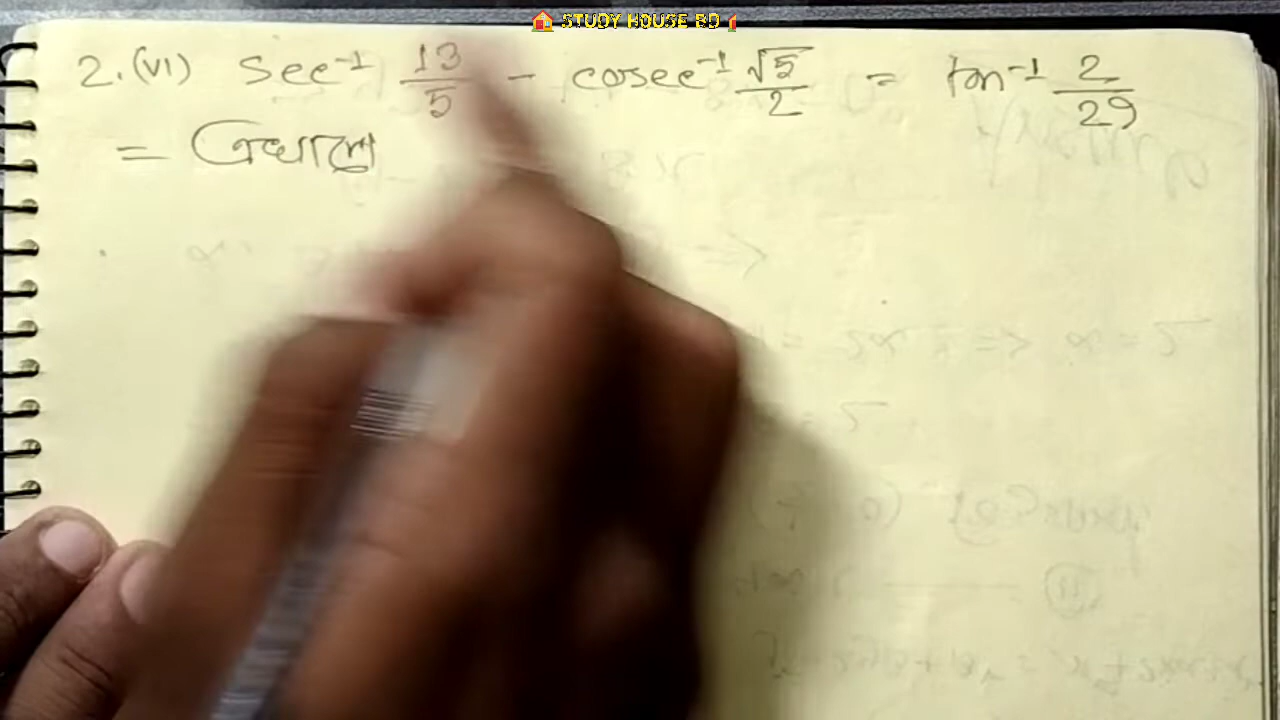 STUDY HOUSE BD
2.(VI) sec⁻¹ 13/5 - cosec⁻¹ √5/2 = tan⁻¹ 2/29
=